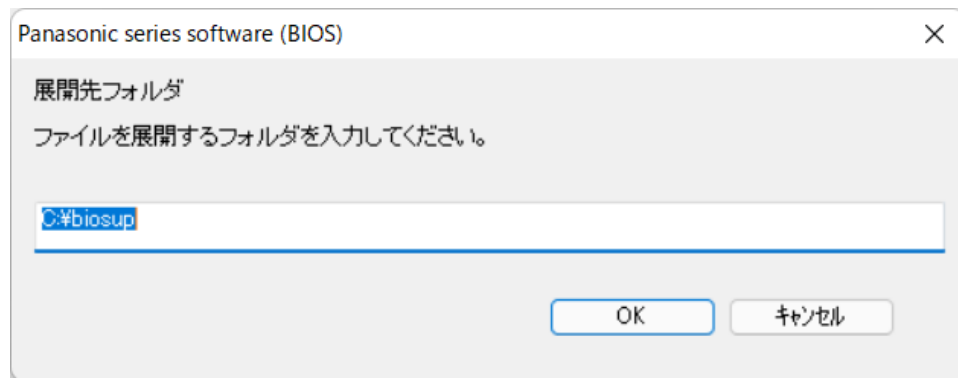 Panasonic series software (BIOS)
展開先フォルダ
ファイルを展開するフォルダを入力してください。
C:¥biosup
OK
キャンセル